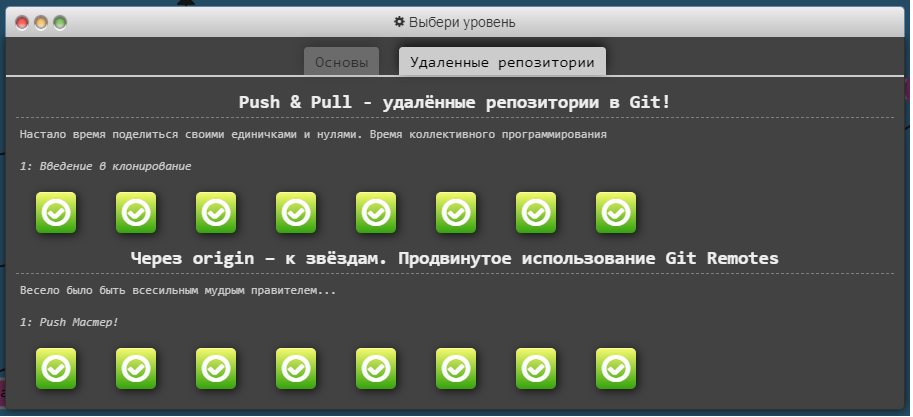 Выбери уровень
Основы
Удаленные репозитории
Push & Pull - удалённые репозитории в Git!
Настало время поделиться своими единичками и нулями. Время коллективного программирования
1: Введение в клонирование
Через origin – к звёздам. Продвинутое использование Git Remotes
Весело было быть всесильным мудрым правителем...
1: Push Мастер!